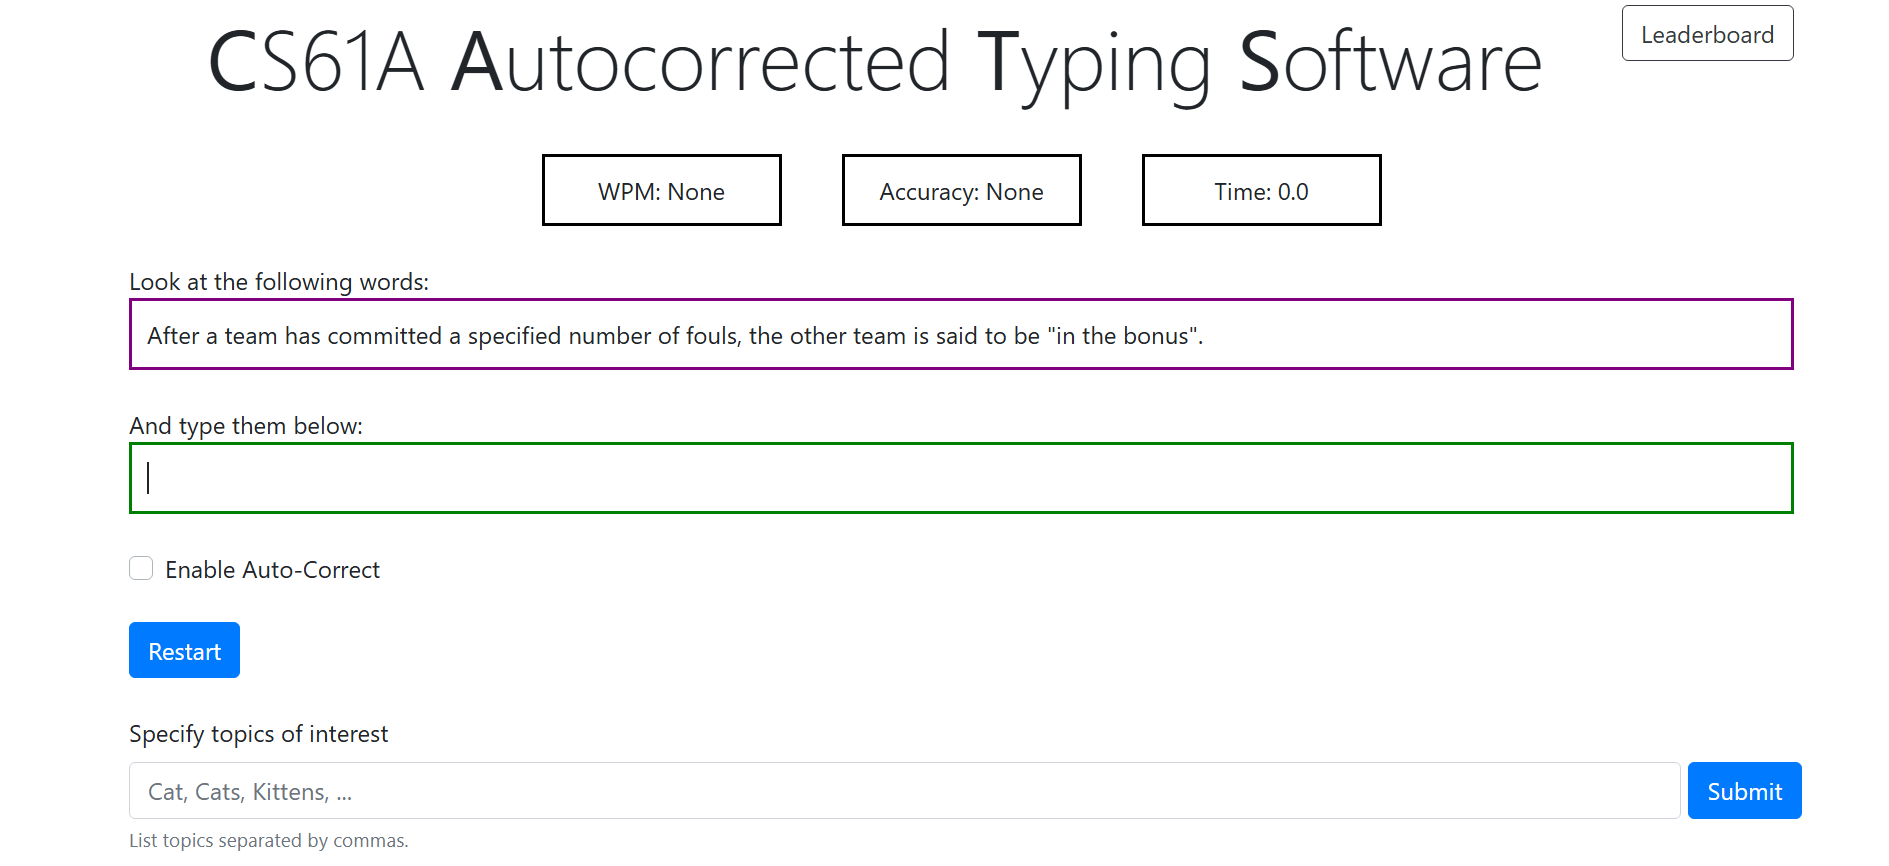 CS61A Autocorrected Typing Software
Leaderboard
WPM: None
Accuracy: None
Time: 0.0
Look at the following words:
After a team has committed a specified number of fouls, the other team is said to be "in the bonus".
And type them below:
Enable Auto-Correct
Restart
Specify topics of interest
Cat, Cats, Kittens, ...
Submit
List topics separated by commas.